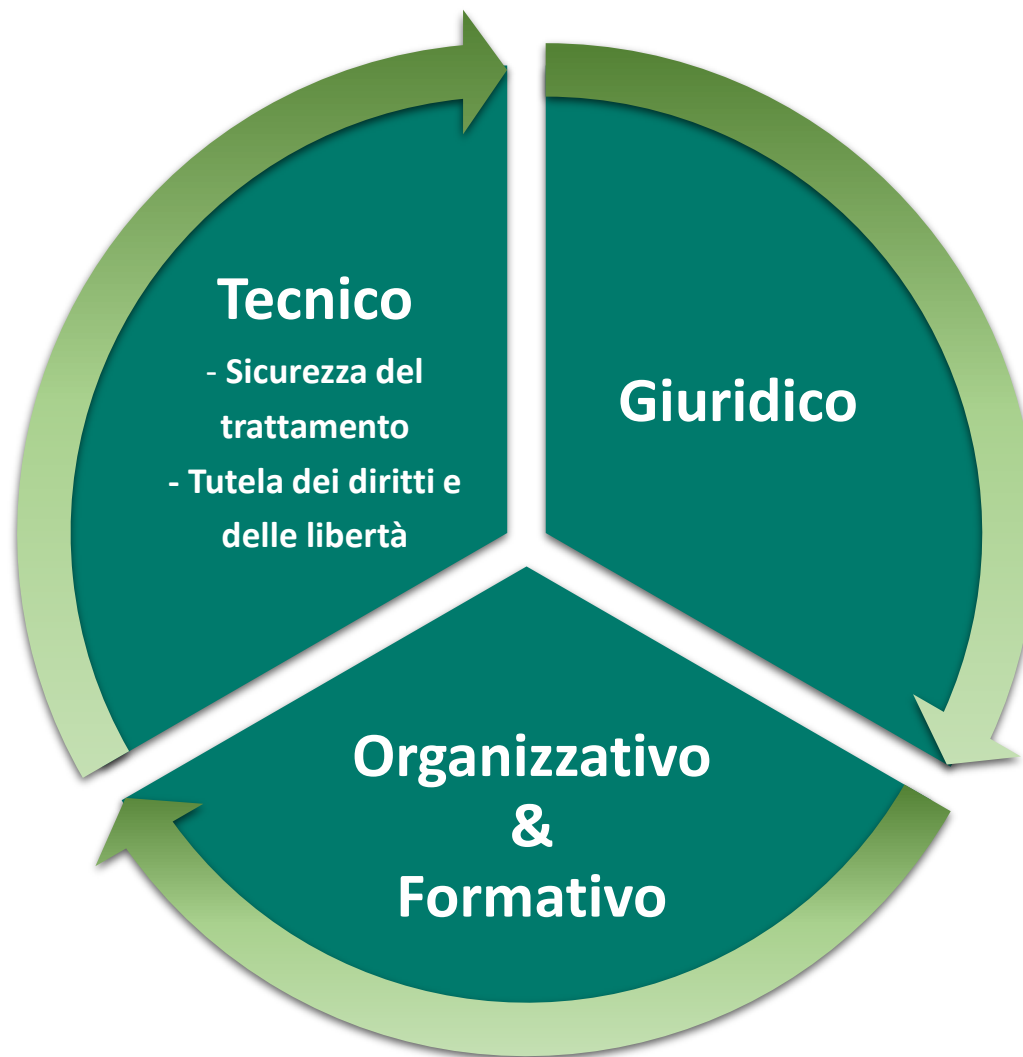 Tecnico
- Sicurezza del
trattamento
- Tutela dei diritti e
delle libertà
Giuridico
Organizzativo
&
Formativo